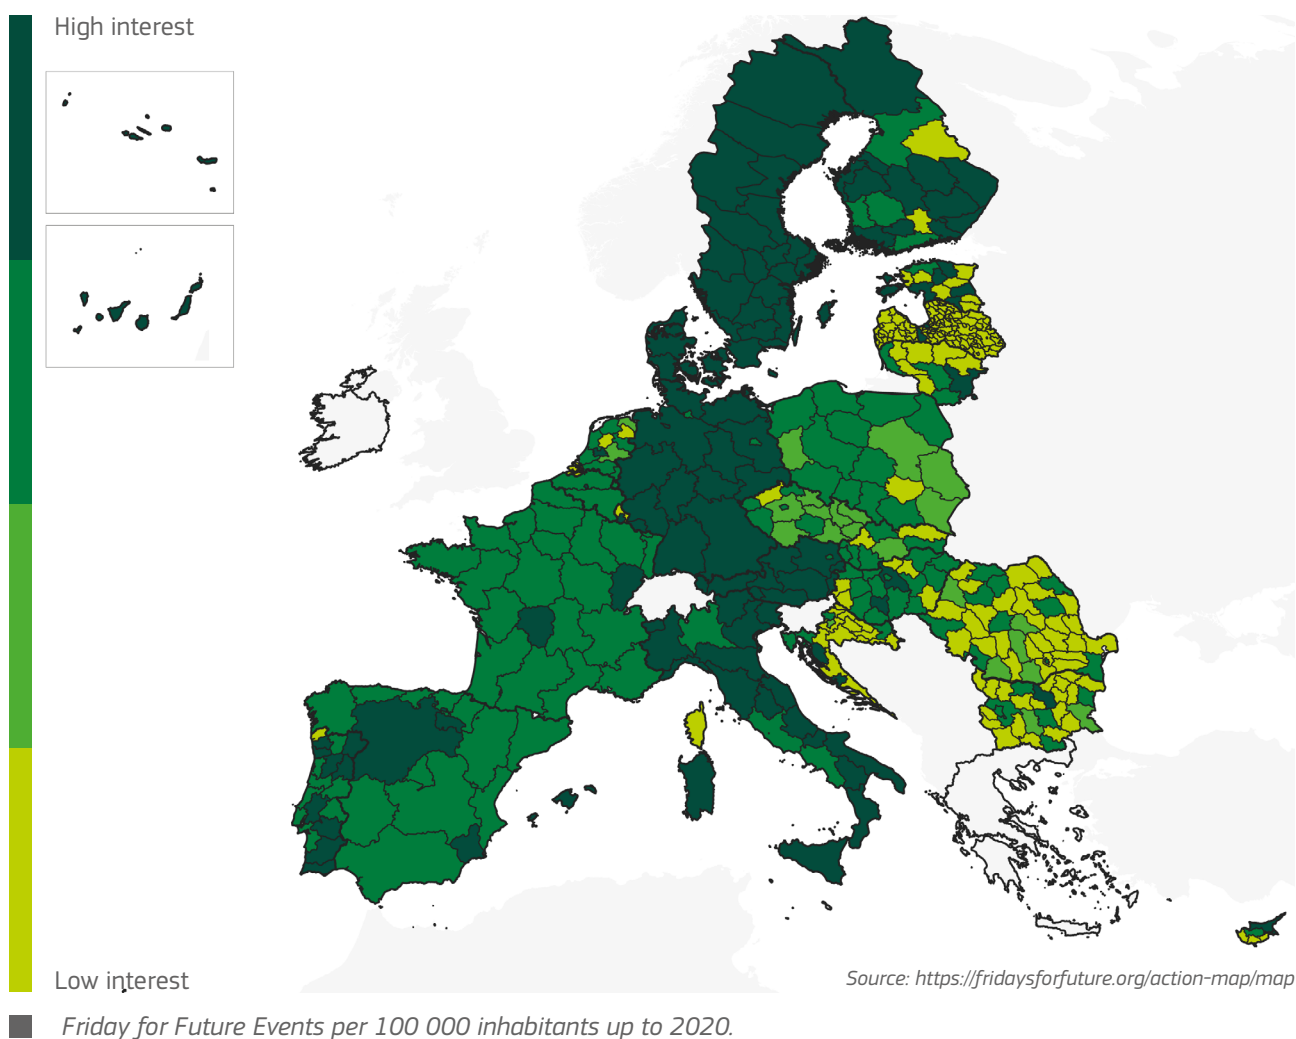 High interest
Low interest
Source: https://fridaysforfuture.org/action-map/map
Friday for Future Events per 100 000 inhabitants up to 2020.